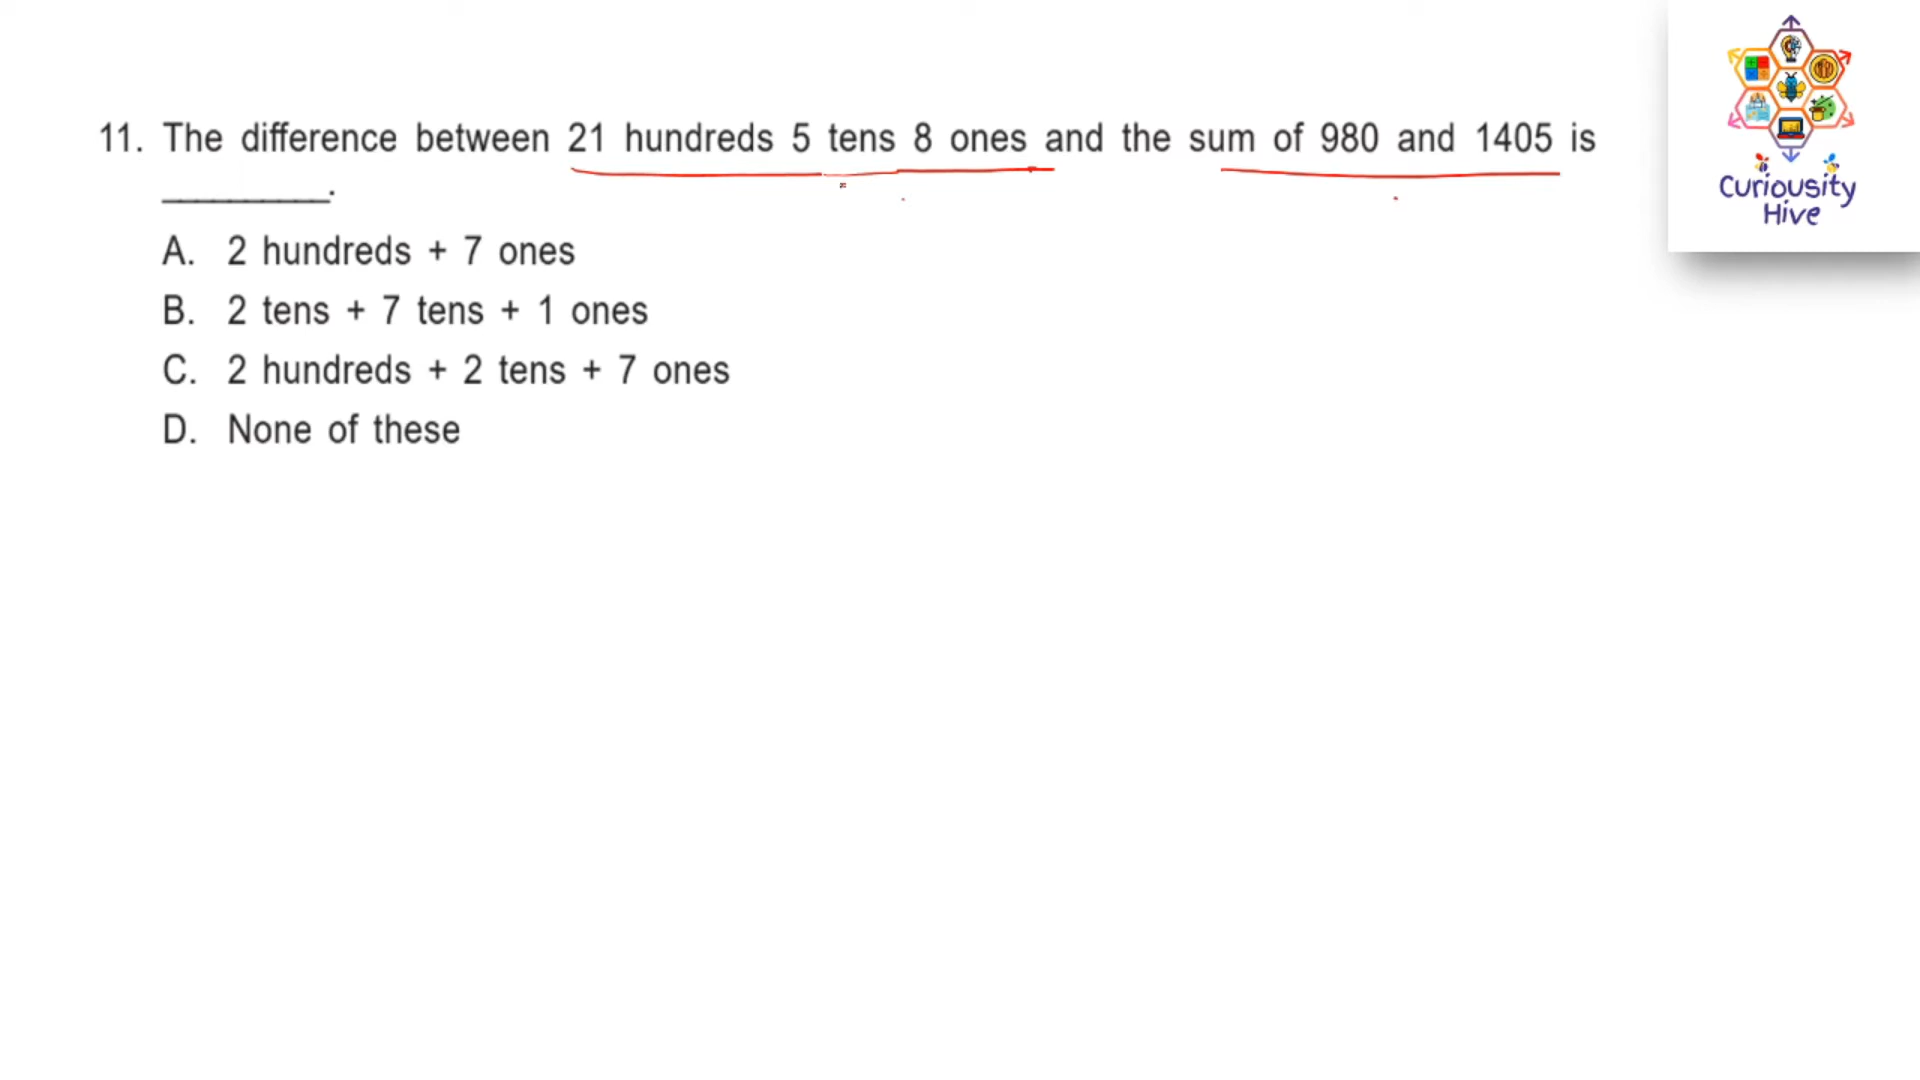 11. The difference between 21 hundreds 5 tens 8 ones and the sum of 980 and 1405 is
__________.
A. 2 hundreds + 7 ones
B. 2 tens + 7 tens + 1 ones
C. 2 hundreds + 2 tens + 7 ones
D. None of these
Curiousity
Hive